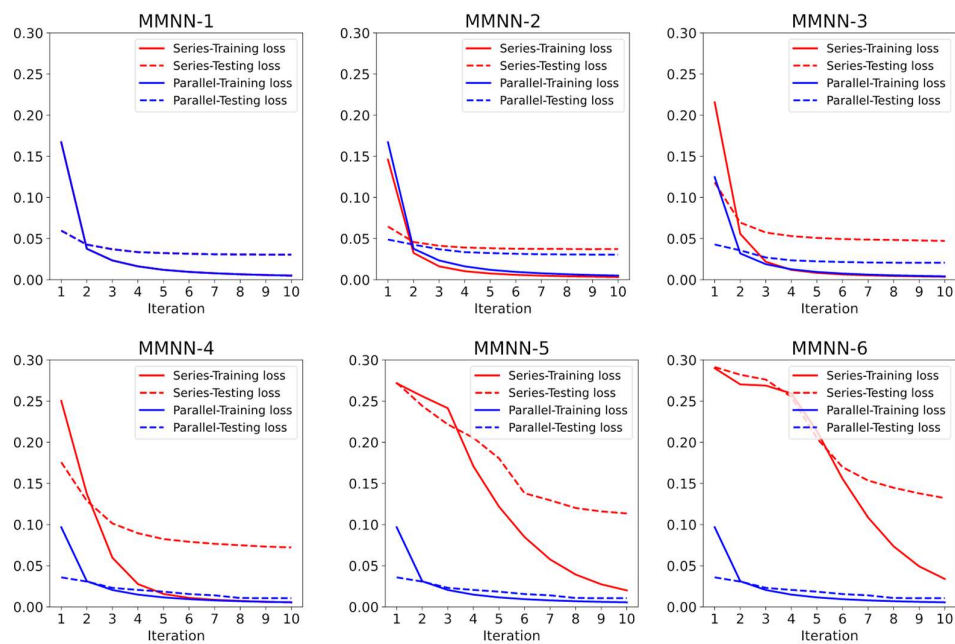 MMNN-1
0.30
0.25
0.20
0.15
0.10
0.05
0.00
Series-Training loss
Series-Testing loss
Parallel-Training loss
Parallel-Testing loss
1 2 3 4 5 6 7 8 9 10
Iteration
MMNN-2
0.30
0.25
0.20
0.15
0.10
0.05
0.00
Series-Training loss
Series-Testing loss
Parallel-Training loss
Parallel-Testing loss
1 2 3 4 5 6 7 8 9 10
Iteration
MMNN-3
0.30
0.25
0.20
0.15
0.10
0.05
0.00
Series-Training loss
Series-Testing loss
Parallel-Training loss
Parallel-Testing loss
1 2 3 4 5 6 7 8 9 10
Iteration
MMNN-4
0.30
0.25
0.20
0.15
0.10
0.05
0.00
Series-Training loss
Series-Testing loss
Parallel-Training loss
Parallel-Testing loss
1 2 3 4 5 6 7 8 9 10
Iteration
MMNN-5
0.30
0.25
0.20
0.15
0.10
0.05
0.00
Series-Training loss
Series-Testing loss
Parallel-Training loss
Parallel-Testing loss
1 2 3 4 5 6 7 8 9 10
Iteration
MMNN-6
0.30
0.25
0.20
0.15
0.10
0.05
0.00
Series-Training loss
Series-Testing loss
Parallel-Training loss
Parallel-Testing loss
1 2 3 4 5 6 7 8 9 10
Iteration